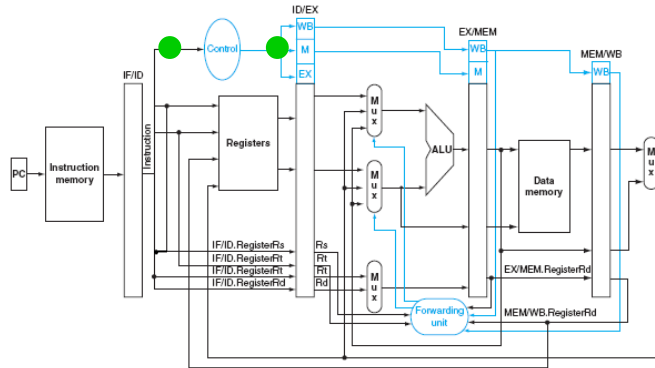 ID/EX
WB
Control
M
EX/MEM
WB
MEM/WB
IF/ID
EX
M
WB
Instruction
PC
Instruction
memory
Registers
M
u
x
M
u
x
ALU
Data
memory
M
u
x
IF/ID.RegisterRs
Rs
IF/ID.RegisterRt
Rt
IF/ID.RegisterRt
Rt
IF/ID.RegisterRd
Rd
M
u
x
EX/MEM.RegisterRd
Forwarding
unit
MEM/WB.RegisterRd